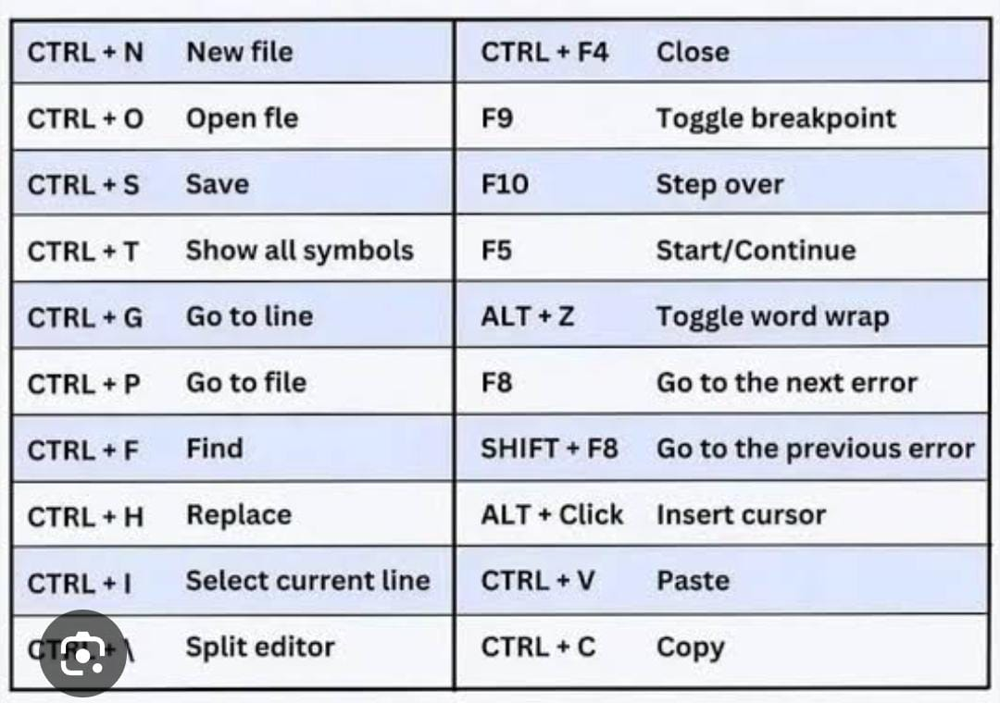 CTRL + N New file CTRL + F4 Close
CTRL + O Open fle F9 Toggle breakpoint
CTRL + S Save F10 Step over
CTRL + T Show all symbols F5 Start/Continue
CTRL + G Go to line ALT + Z Toggle word wrap
CTRL + P Go to file F8 Go to the next error
CTRL + F Find SHIFT + F8 Go to the previous error
CTRL + H Replace ALT + Click Insert cursor
CTRL + I Select current line CTRL + V Paste
CTRL + \ Split editor CTRL + C Copy